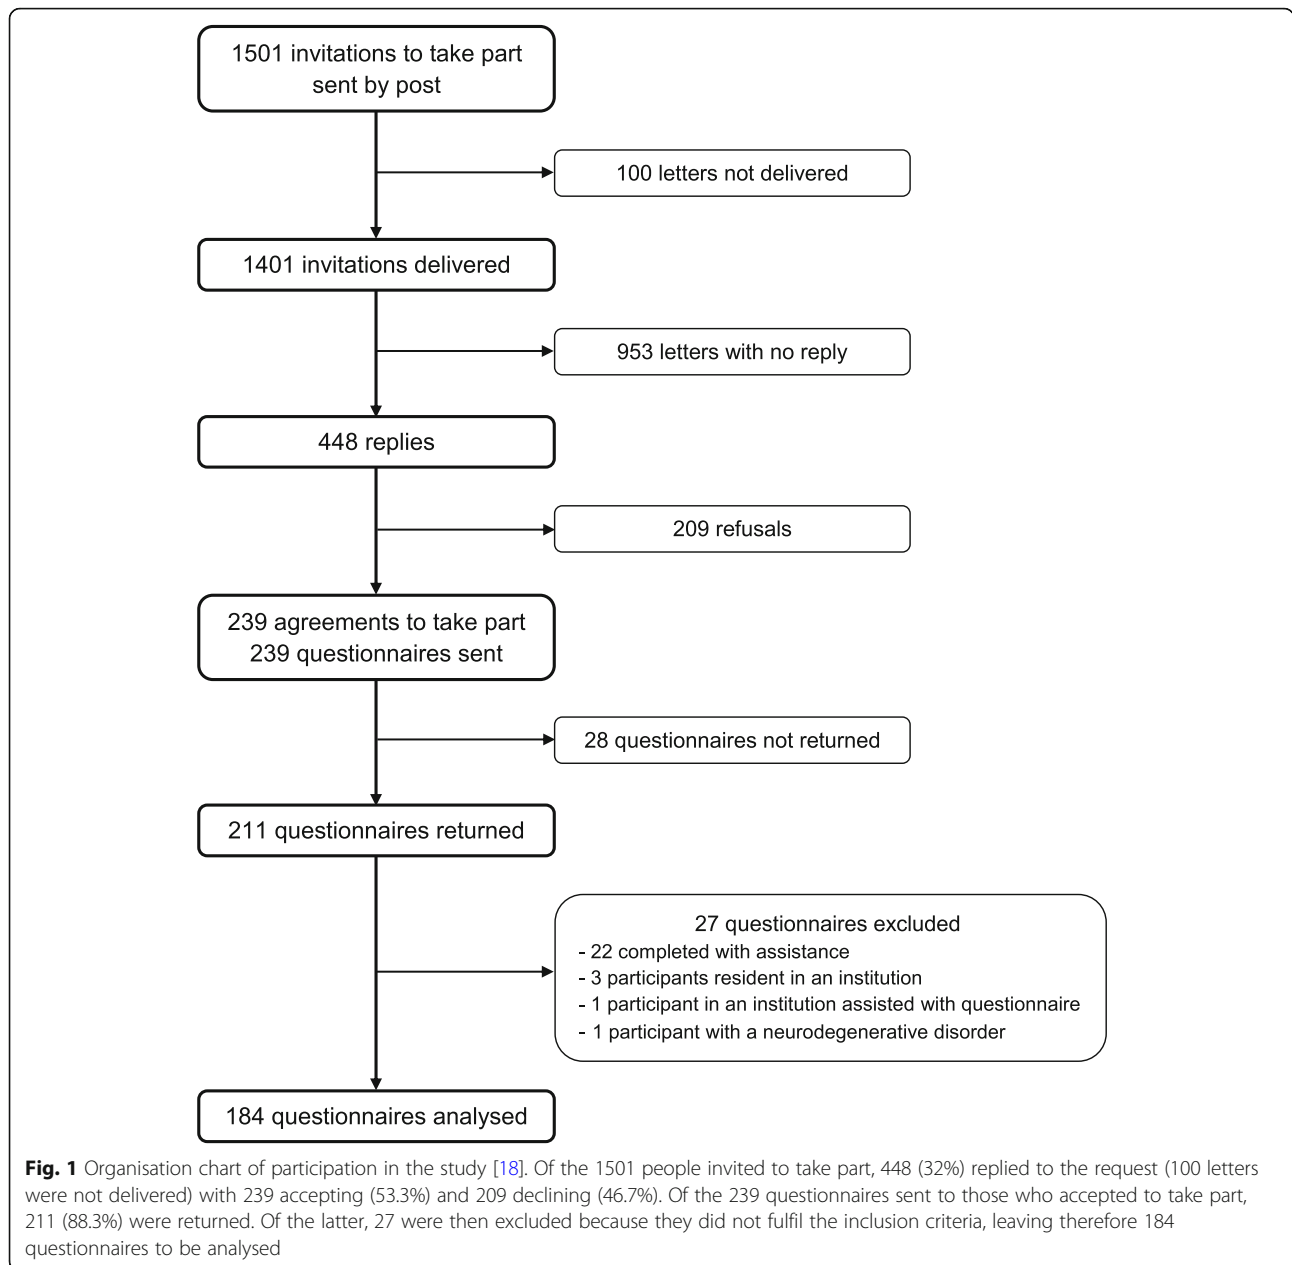 1501 invitations to take part
sent by post
100 letters not delivered
1401 invitations delivered
953 letters with no reply
448 replies
209 refusals
239 agreements to take part
239 questionnaires sent
28 questionnaires not returned
211 questionnaires returned
27 questionnaires excluded
- 22 completed with assistance
- 3 participants resident in an institution
- 1 participant in an institution assisted with questionnaire
- 1 participant with a neurodegenerative disorder
184 questionnaires analysed
Fig. 1 Organisation chart of participation in the study [18]. Of the 1501 people invited to take part, 448 (32%) replied to the request (100 letters
were not delivered) with 239 accepting (53.3%) and 209 declining (46.7%). Of the 239 questionnaires sent to those who accepted to take part,
211 (88.3%) were returned. Of the latter, 27 were then excluded because they did not fulfil the inclusion criteria, leaving therefore 184
questionnaires to be analysed